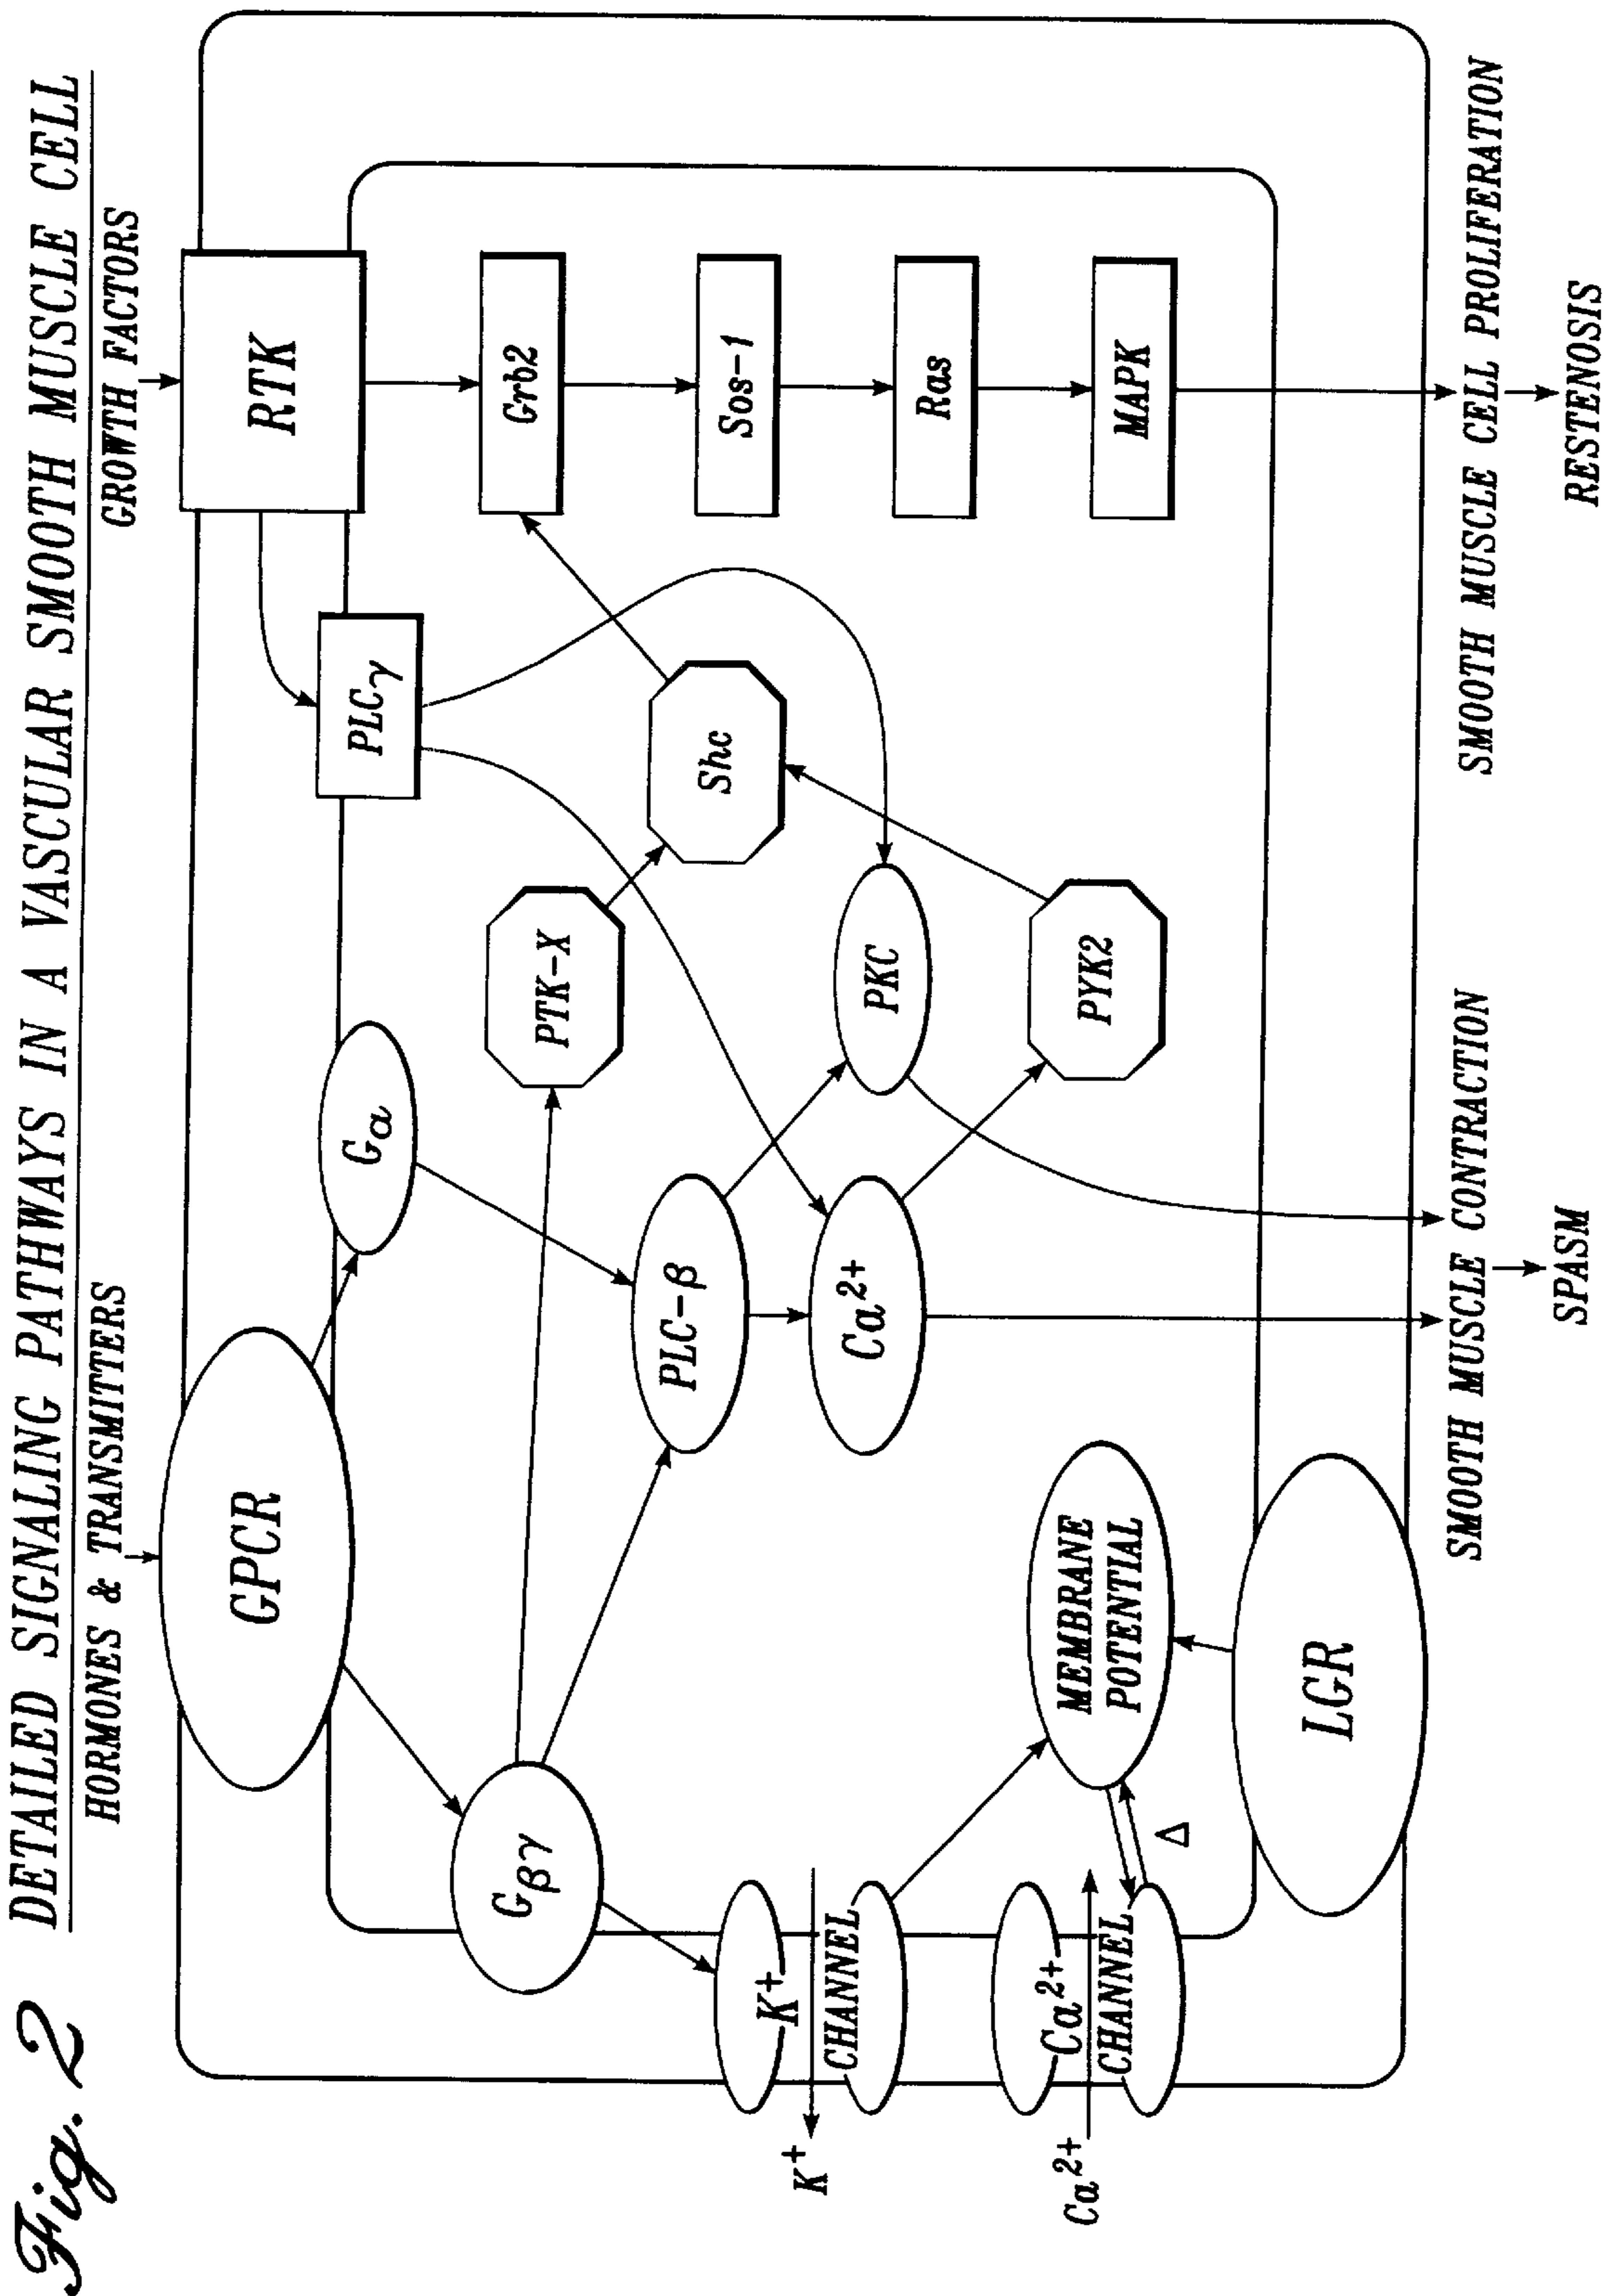 Fig. 2
DETAILED SIGNALING PATHWAYS IN A VASCULAR SMOOTH MUSCLE CELL
HORMONES & TRANSMITTERS
GROWTH FACTORS
GPCR
RTK
Gα
PLCγ
Gβγ
PTK-X
Grb2
PLC-β
Shc
Sos-1
K+
K+
CHANNEL
Ca2+
PKC
Ras
Ca2+
Ca2+
CHANNEL
Δ
MEMBRANE
POTENTIAL
PYK2
MAPK
LGR
SMOOTH MUSCLE CONTRACTION
SMOOTH MUSCLE CELL PROLIFERATION
SPASM
RESTENOSIS